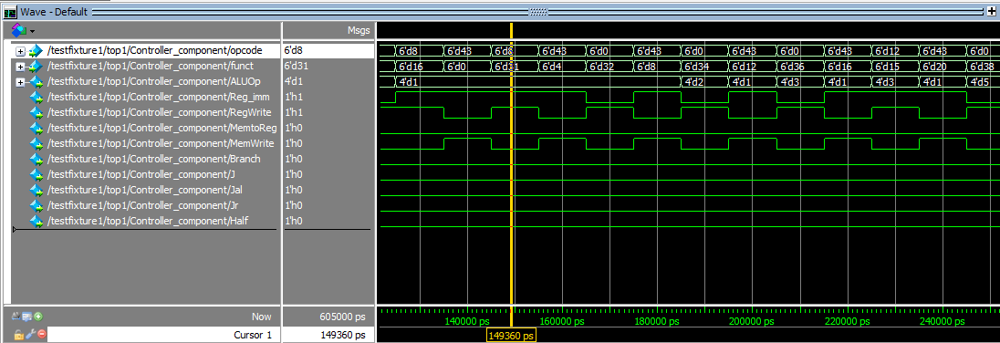 Wave - Default
Msgs
/testfixture1/top1/Controller_component/opcode 6'd8 6'd8 6'd43 6'd8 6'd43 6'd0 6'd43 6'd0 6'd43 6'd0 6'd43 6'd12 6'd43 6'd0
/testfixture1/top1/Controller_component/funct 6'd31 6'd16 6'd0 6'd31 6'd4 6'd32 6'd8 6'd34 6'd12 6'd36 6'd16 6'd15 6'd20 6'd38
/testfixture1/top1/Controller_component/ALUOp 4'd1 4'd1 4'd2 4'd1 4'd3 4'd1 4'd3 4'd1 4'd5
/testfixture1/top1/Controller_component/Reg_imm 1'h1
/testfixture1/top1/Controller_component/RegWrite 1'h1
/testfixture1/top1/Controller_component/MemtoReg 1'h0
/testfixture1/top1/Controller_component/MemWrite 1'h0
/testfixture1/top1/Controller_component/Branch 1'h0
/testfixture1/top1/Controller_component/J 1'h0
/testfixture1/top1/Controller_component/Jal 1'h0
/testfixture1/top1/Controller_component/Jr 1'h0
/testfixture1/top1/Controller_component/Half 1'h0
Now 605000 ps 140000 ps 160000 ps 180000 ps 200000 ps 220000 ps 240000 ps
Cursor 1 149360 ps 149360 ps